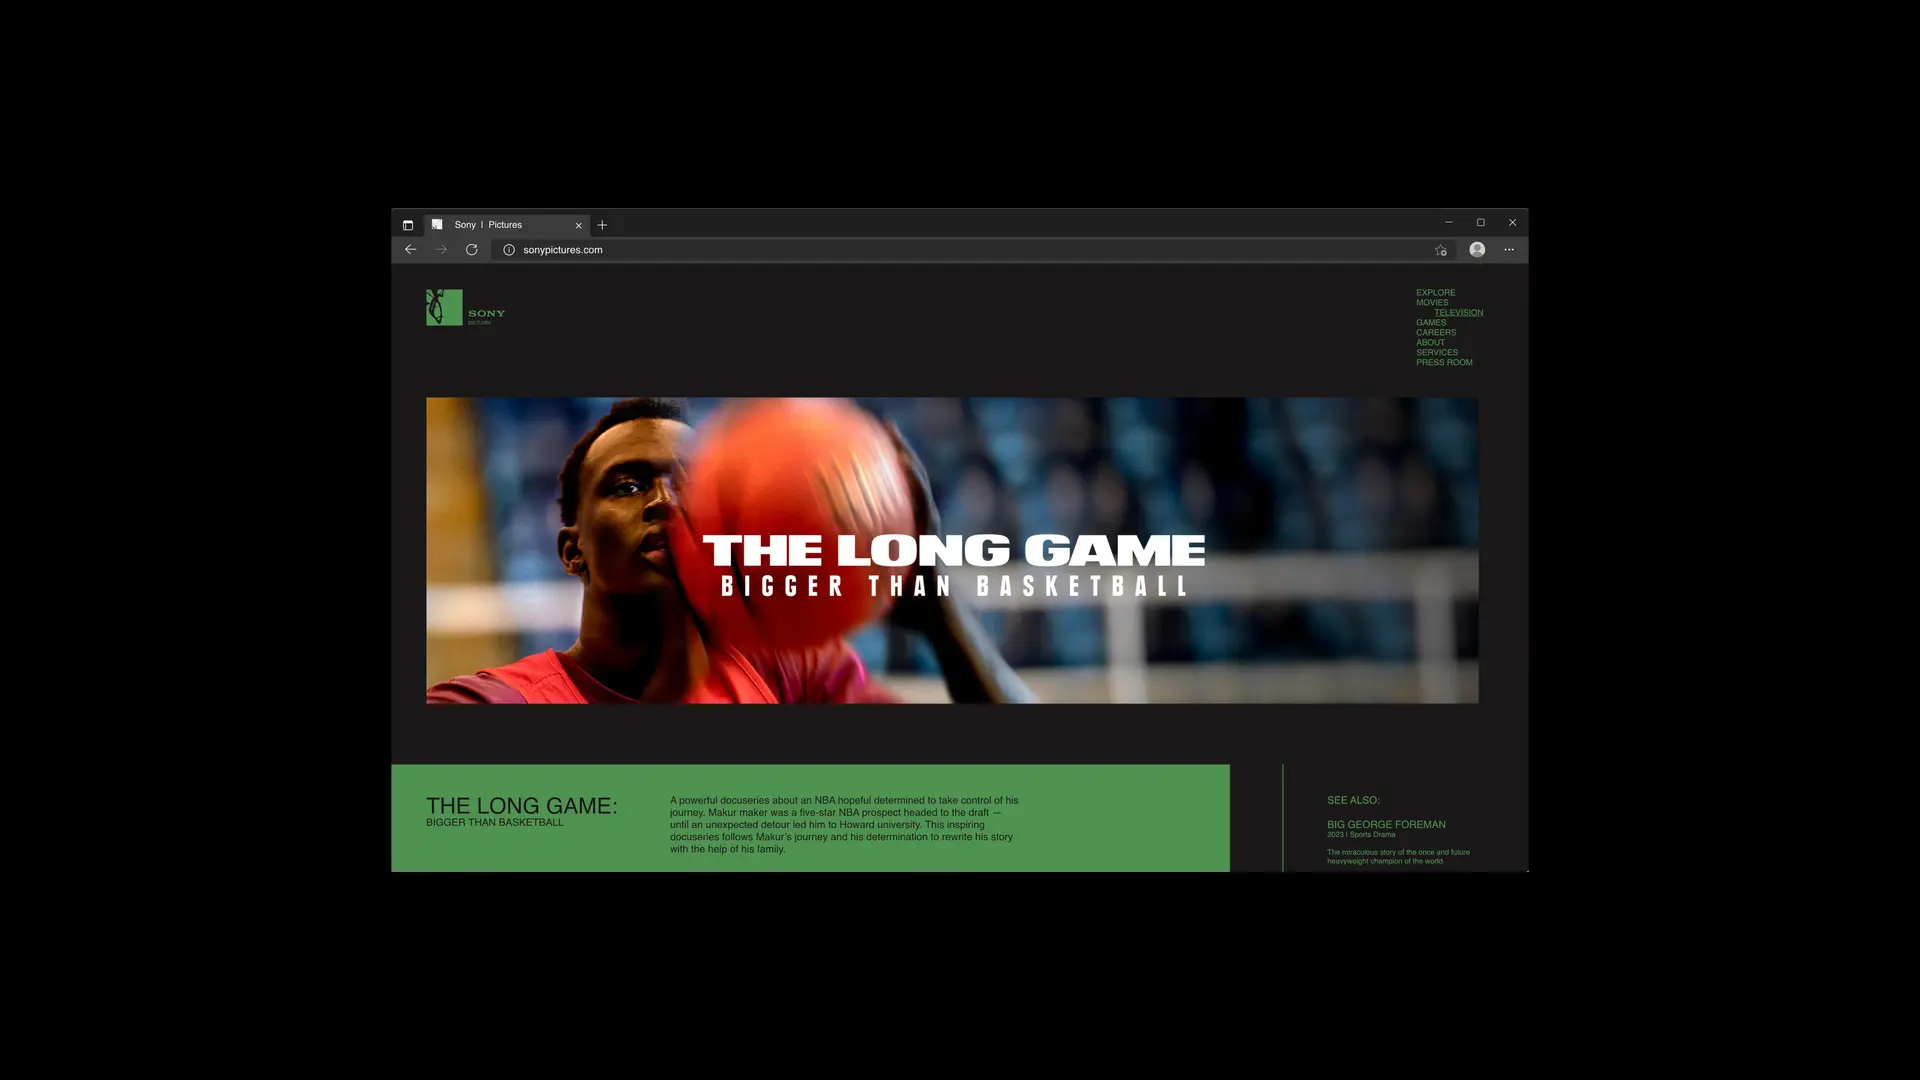 Sony | Pictures
sonypictures.com
SONY
PICTURES
EXPLORE
MOVIES
TELEVISION
GAMES
CAREERS
ABOUT
SERVICES
PRESS ROOM
THE LONG GAME
BIGGER THAN BASKETBALL
THE LONG GAME:
BIGGER THAN BASKETBALL
A powerful docuseries about an NBA hopeful determined to take control of his
journey. Makur maker was a five-star NBA prospect headed to the draft —
until an unexpected detour led him to Howard university. This inspiring
docuseries follows Makur's journey and his determination to rewrite his story
with the help of his family.
SEE ALSO:
BIG GEORGE FOREMAN
2023 | Sports Drama
The miraculous story of the once and future
heavyweight champion of the world.